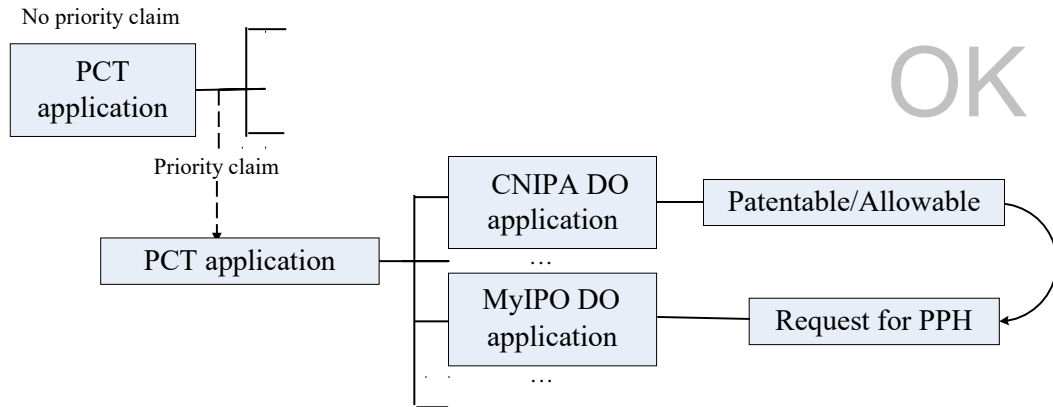 No priority claim
PCT
application
OK
Priority claim
CNIPA DO
application
Patentable/Allowable
…
PCT application
MyIPO DO
application
Request for PPH
…